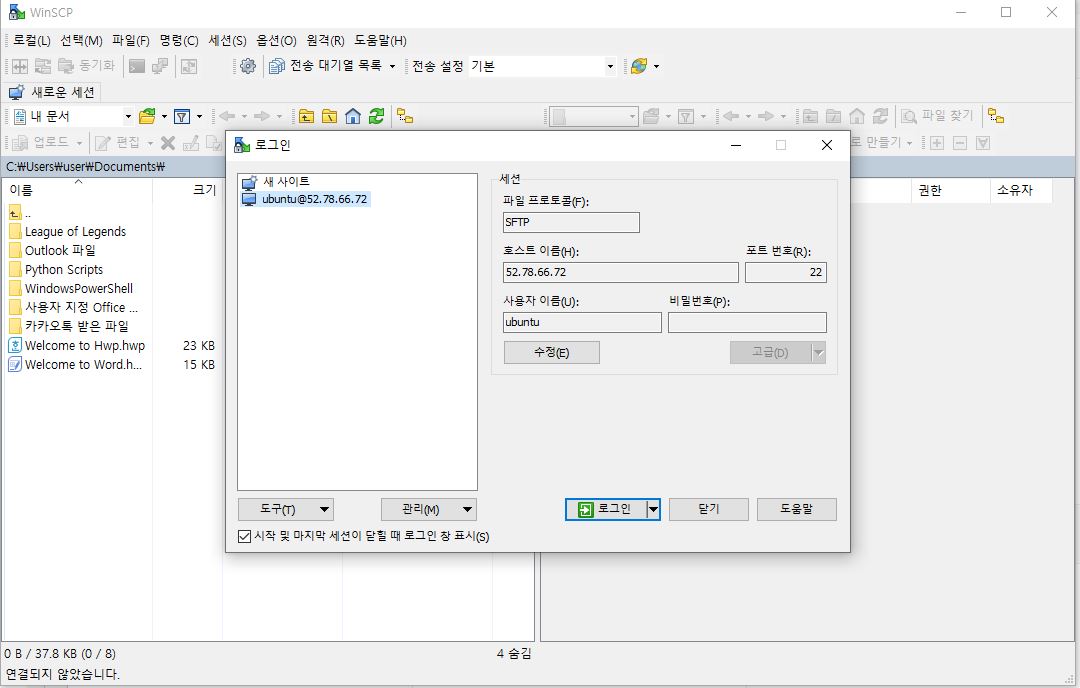 WinSCP
로컬(L) 선택(M) 파일(F) 명령(C) 세션(S) 옵션(O) 원격(R) 도움말(H)
동기화 전송 대기열 목록 전송 설정 기본
새로운 세션
내 문서 파일 찾기
업로드 편집 로 만들기
C:₩Users₩user₩Documents₩
이름 크기 권한 소유자
..
League of Legends
Outlook 파일
Python Scripts
WindowsPowerShell
사용자 지정 Office ...
카카오톡 받은 파일
Welcome to Hwp.hwp 23 KB
Welcome to Word.h... 15 KB
로그인
새 사이트
ubuntu@52.78.66.72
세션
파일 프로토콜(F):
SFTP
호스트 이름(H): 포트 번호(R):
52.78.66.72 22
사용자 이름(U): 비밀번호(P):
ubuntu
수정(E) 고급(D)
도구(T) 관리(M) 로그인 닫기 도움말
시작 및 마지막 세션이 닫힐 때 로그인 창 표시(S)
0 B / 37.8 KB (0 / 8) 4 숨김
연결되지 않았습니다.